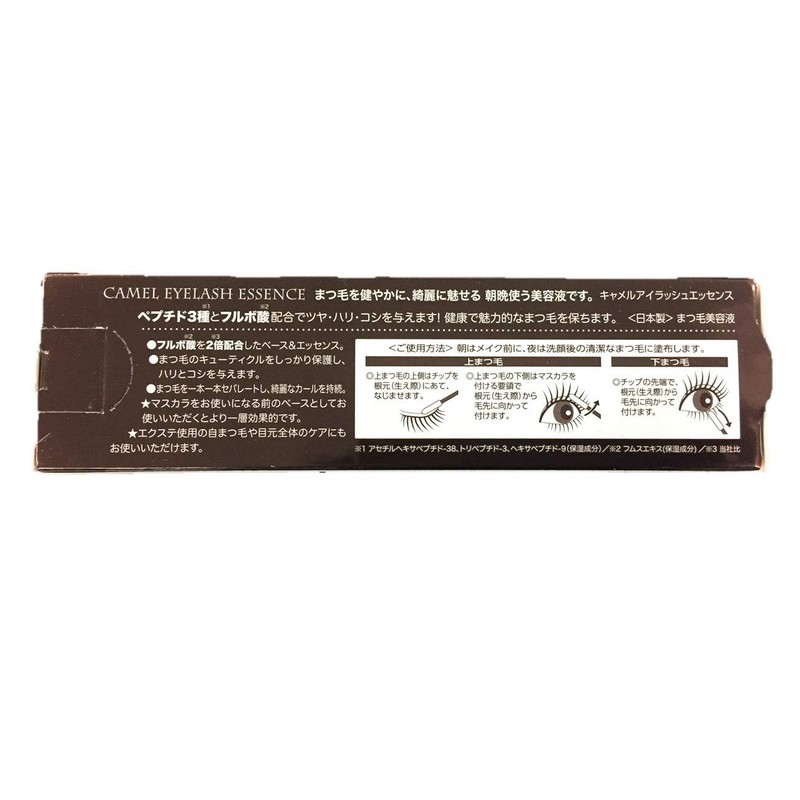 CAMEL EYELASH ESSENCE まつ毛を健やかに、綺麗に魅せる 朝晩使う美容液です。 キャメルアイラッシュエッセンス
ペプチド3種※1とフルボ酸※2配合でツヤ・ハリ・コシを与えます!健康で魅力的なまつ毛を保ちます。 <日本製> まつ毛美容液
●フルボ酸※2を2倍配合※3したベース&エッセンス。
●まつ毛のキューティクルをしっかり保護し、
ハリとコシを与えます。
●まつ毛を一本一本セパレートし、綺麗なカールを持続。
★マスカラをお使いになる前のベースとしてお
使いいただくとより一層効果的です。
★エクステ使用の自まつ毛や目元全体のケアにも
お使いいただけます。
<ご使用方法> 朝はメイク前に、夜は洗顔後の清潔なまつ毛に塗布します。
上まつ毛
◎上まつ毛の上側はチップを
根元(生え際)にあて、
なじませます。
◎上まつ毛の下側はマスカラを
付ける要領で
根元(生え際)から
毛先に向かって
付けます。
下まつ毛
◎チップの先端で、
根元(生え際)から
毛先に向かって
付けます。
※1 アセチルヘキサペプチド-38、トリペプチド-3、ヘキサペプチド-9(保湿成分)/※2 フムスエキス(保湿成分)/※3 当社比